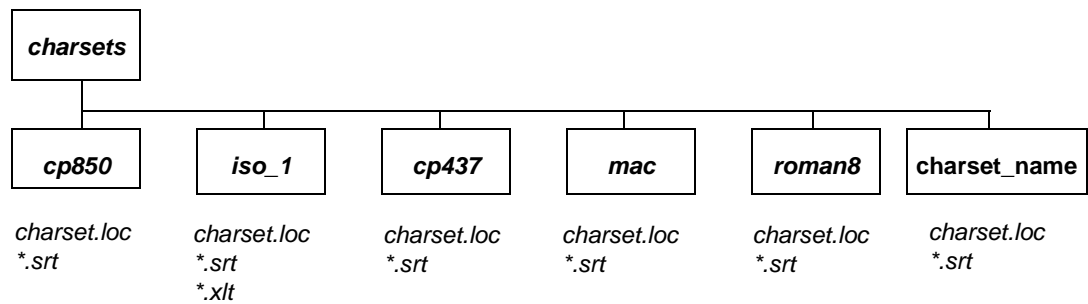 charsets
cp850 iso_1 cp437 mac roman8 charset_name
charset.loc charset.loc charset.loc charset.loc charset.loc charset.loc
*.srt *.srt *.srt *.srt *.srt *.srt
*.xlt